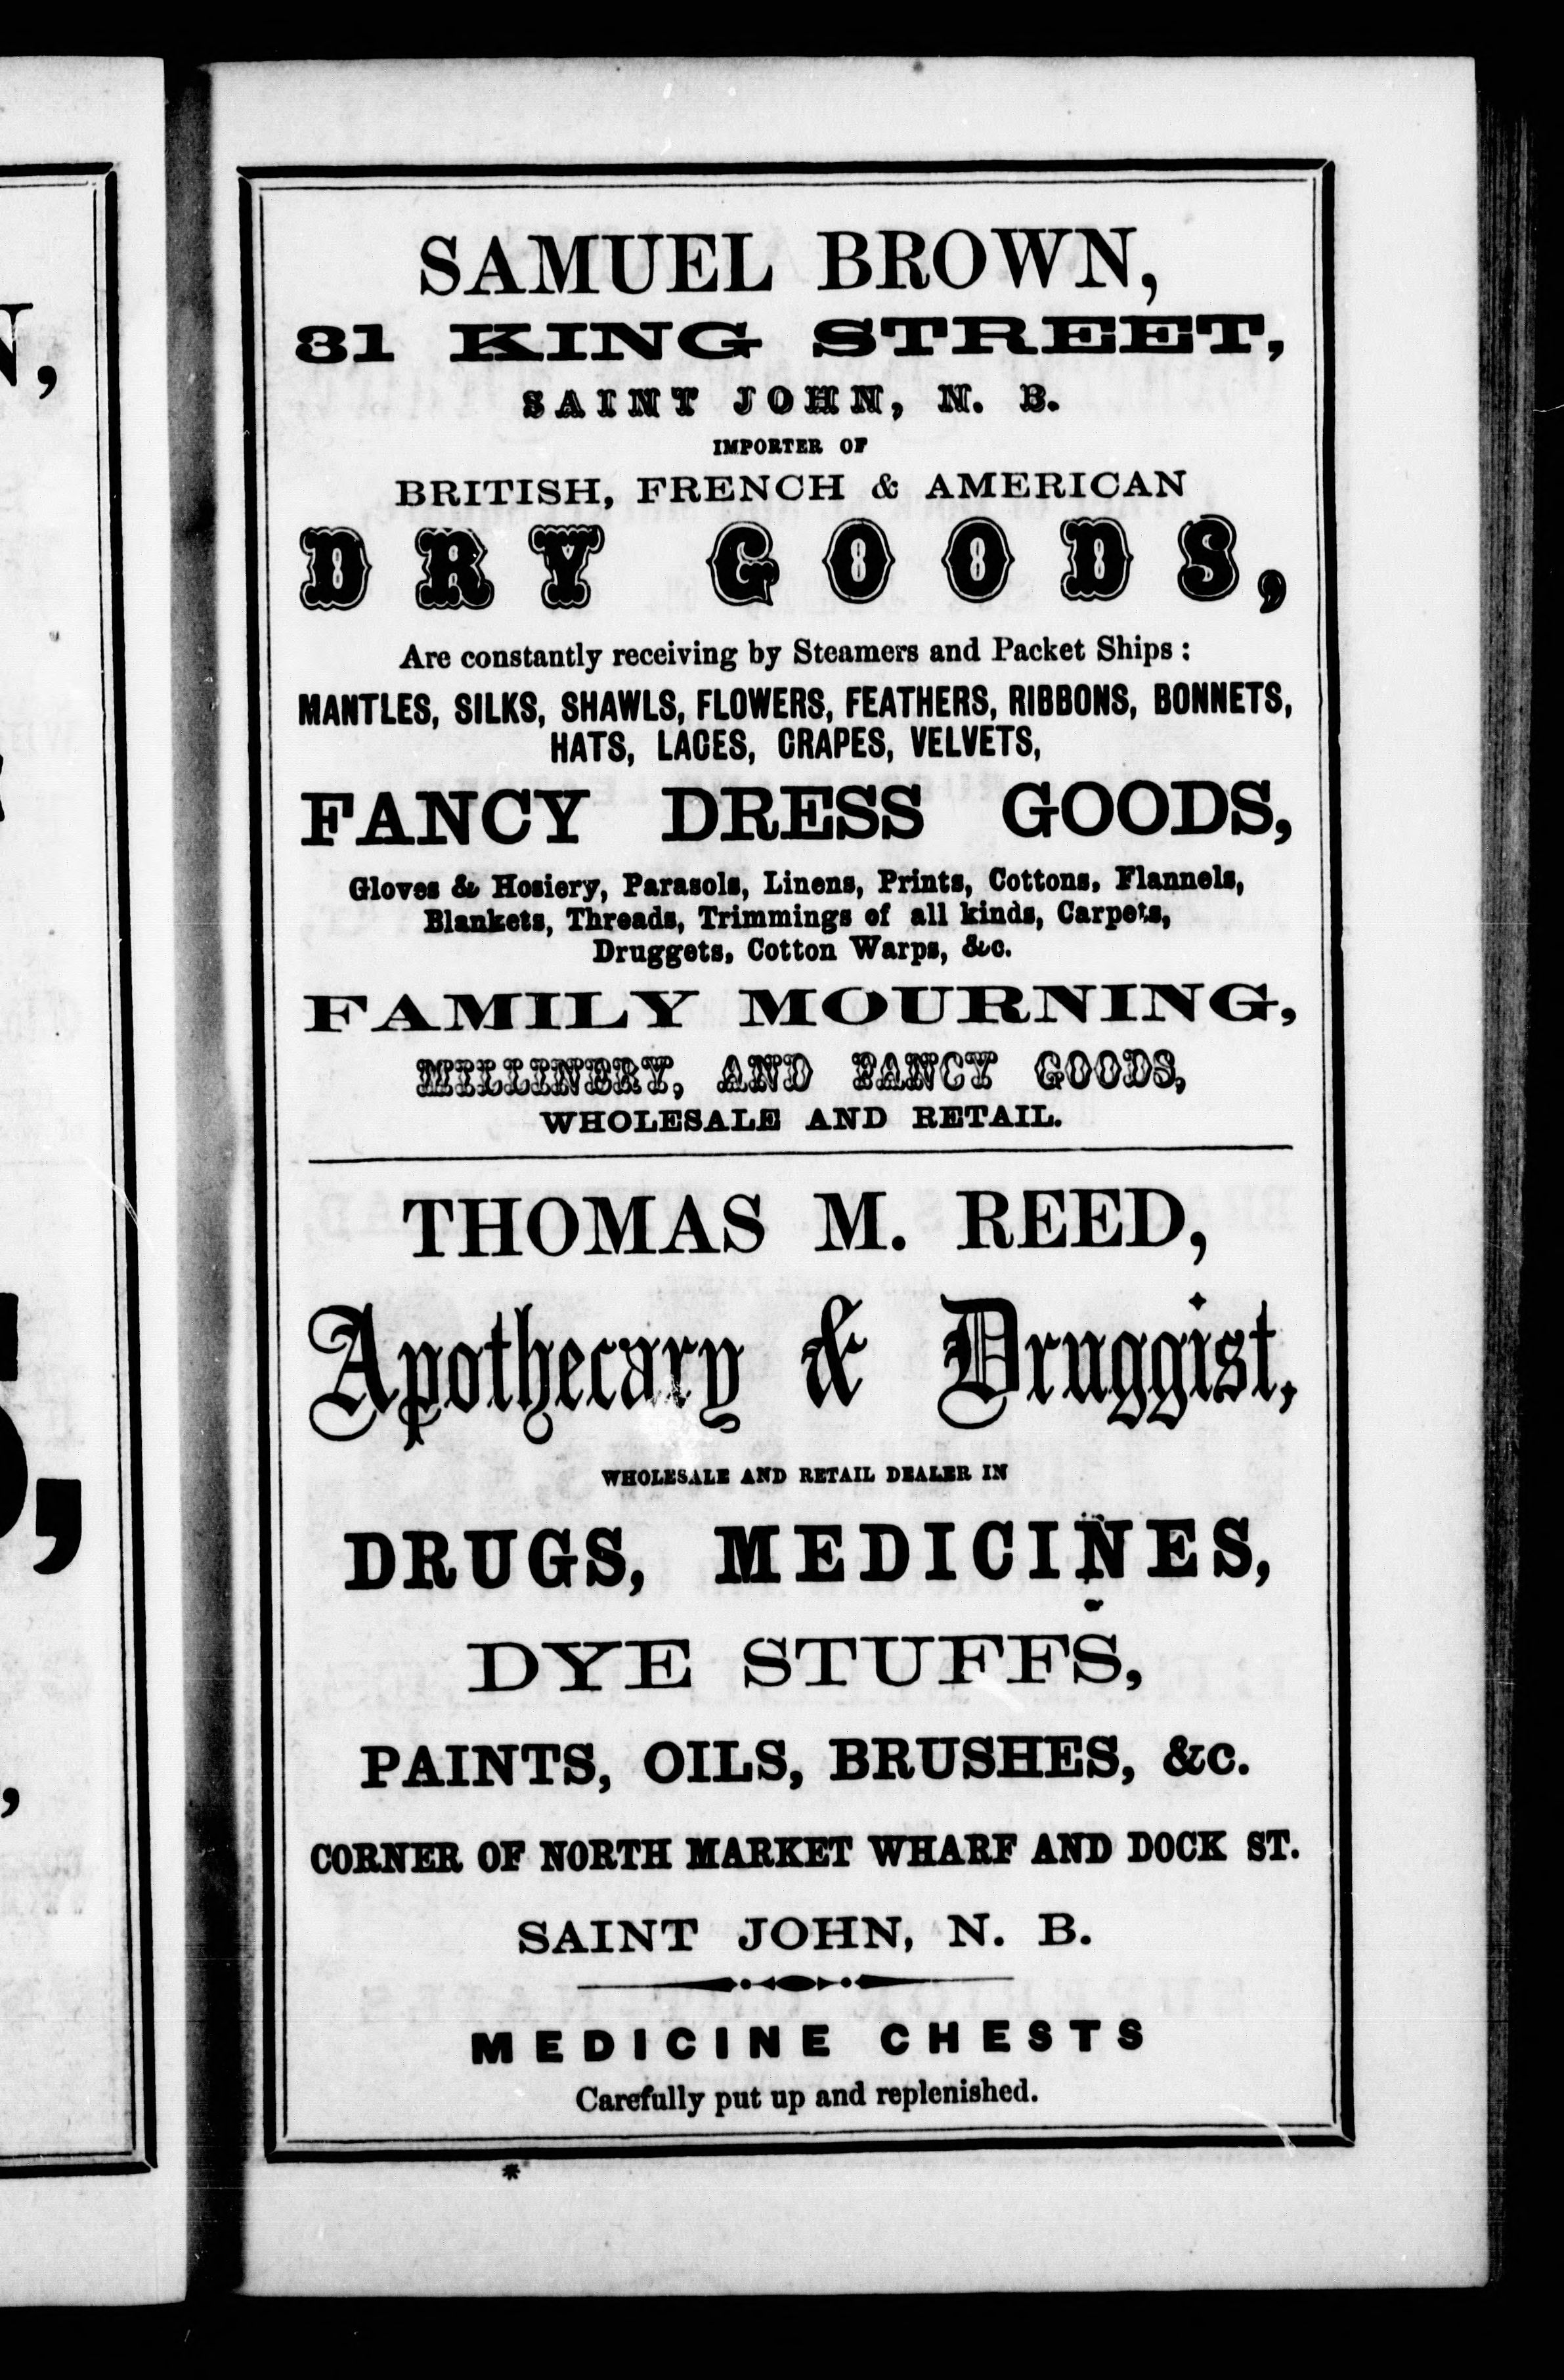 SAMUEL BROWN,
31 KING STREET,
SAINT JOHN, N. B.
IMPORTER OF
BRITISH, FRENCH & AMERICAN
DRY GOODS,
Are constantly receiving by Steamers and Packet Ships:
MANTLES, SILKS, SHAWLS, FLOWERS, FEATHERS, RIBBONS, BONNETS,
HATS, LACES, CRAPES, VELVETS,
FANCY DRESS GOODS,
Gloves & Hosiery, Parasols, Linens, Prints, Cottons, Flannels,
Blankets, Threads, Trimmings of all kinds, Carpets,
Druggets, Cotton Warps, &c.
FAMILY MOURNING,
MILLINERY, AND FANCY GOODS,
WHOLESALE AND RETAIL.
THOMAS M. REED,
Apothecary & Druggist,
WHOLESALE AND RETAIL DEALER IN
DRUGS, MEDICINES,
DYE STUFFS,
PAINTS, OILS, BRUSHES, &c.
CORNER OF NORTH MARKET WHARF AND DOCK ST.
SAINT JOHN, N. B.
MEDICINE CHESTS
Carefully put up and replenished.
*